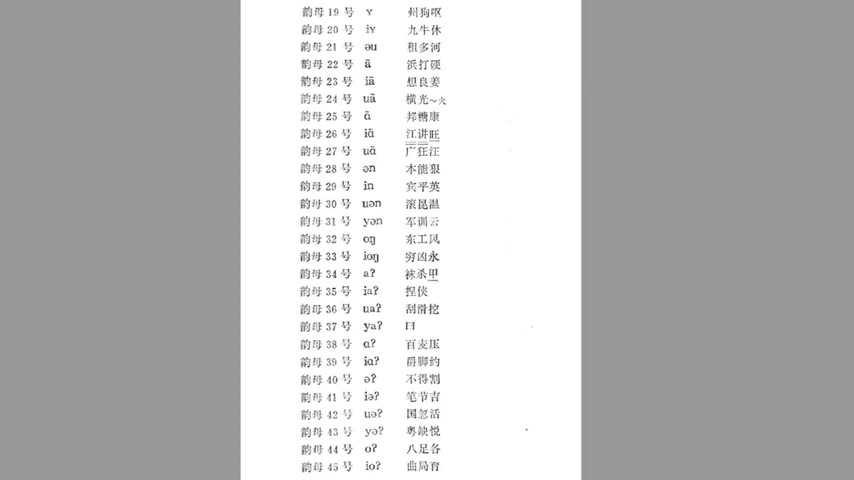 韵母 19 号 ɤ 州狗呕
韵母 20 号 iɤ 九牛休
韵母 21 号 əu 租多河
韵母 22 号 ã 浜打硬
韵母 23 号 iã 想良姜
韵母 24 号 uã 横光~火
韵母 25 号 ɑ̃ 邦糖康
韵母 26 号 iɑ̃ 江讲旺
韵母 27 号 uɑ̃ 广狂汪
韵母 28 号 ən 本能狠
韵母 29 号 in 宾平英
韵母 30 号 uən 滚昆温
韵母 31 号 yən 军训云
韵母 32 号 oŋ 东工风
韵母 33 号 ioŋ 穷凶永
韵母 34 号 aʔ 袜杀甲
韵母 35 号 iaʔ 捏侠
韵母 36 号 uaʔ 刮滑挖
韵母 37 号 yaʔ 曰
韵母 38 号 ɑʔ 百麦压
韵母 39 号 iɑʔ 爵脚约
韵母 40 号 əʔ 不得割
韵母 41 号 iəʔ 笔节吉
韵母 42 号 uəʔ 国忽活
韵母 43 号 yəʔ 粤缺悦
韵母 44 号 oʔ 八足各
韵母 45 号 ioʔ 曲局育